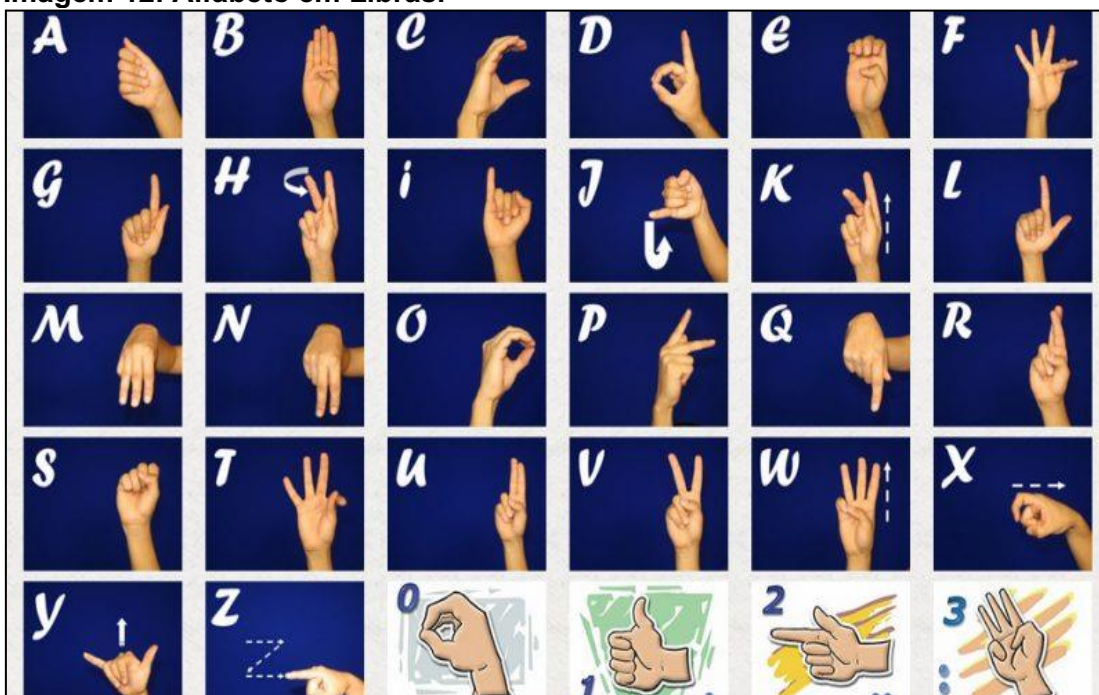 Imagem 12: Alfabeto em Libras.
A B C D E F
G H i J K L
M N O P Q R
S T U V W X
Y Z 0 1 2 3